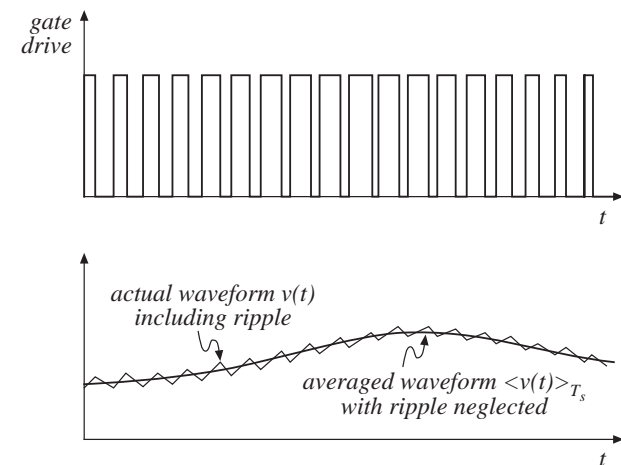 gate
drive
t
actual waveform v(t)
including ripple
averaged waveform <v(t)>Ts
with ripple neglected
t